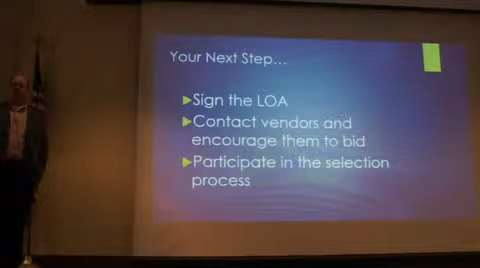 Your Next Step...
Sign the LOA
Contact vendors and
encourage them to bid
Participate in the selection
process